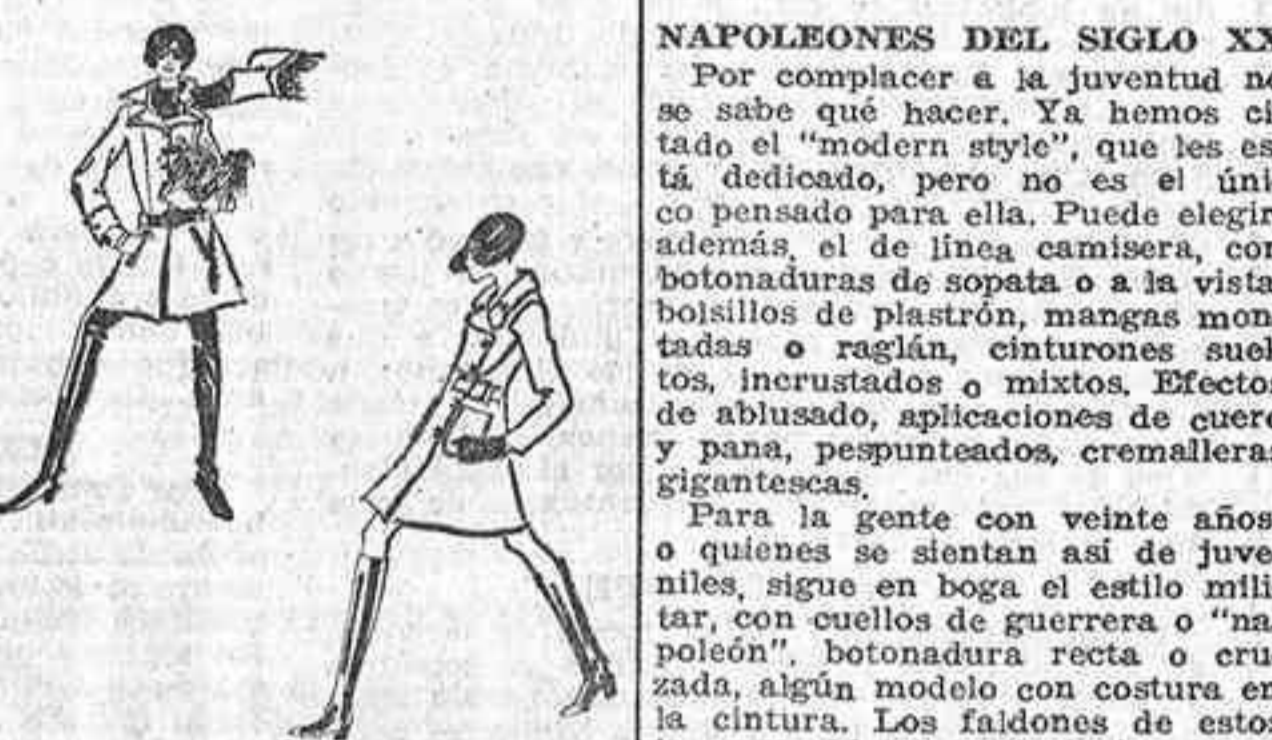 NAPOLEONES DEL SIGLO XX
Por complacer a la juventud no
se sabe qué hacer. Ya hemos ci
tado el "modern style", que les es
tá dedicado, pero no es el úni
co pensado para ella. Puede elegir
además, el de línea camisera, con
botonaduras de sopata o a la vista
bolsillos de plastrón, mangas mon
tadas o raglán, cinturones suel
tos, incrustados o mixtos. Efectos
de ablusado, aplicaciones de cuero
y pana, pespunteados, cremalleras
gigantescas.
Para la gente con veinte años
o quienes se sientan así de juve
niles, sigue en boga el estilo mili
tar, con cuellos de guerrera o "na
poleón", botonadura recta o cru
zada, algún modelo con costura en
la cintura. Los faldones de estos